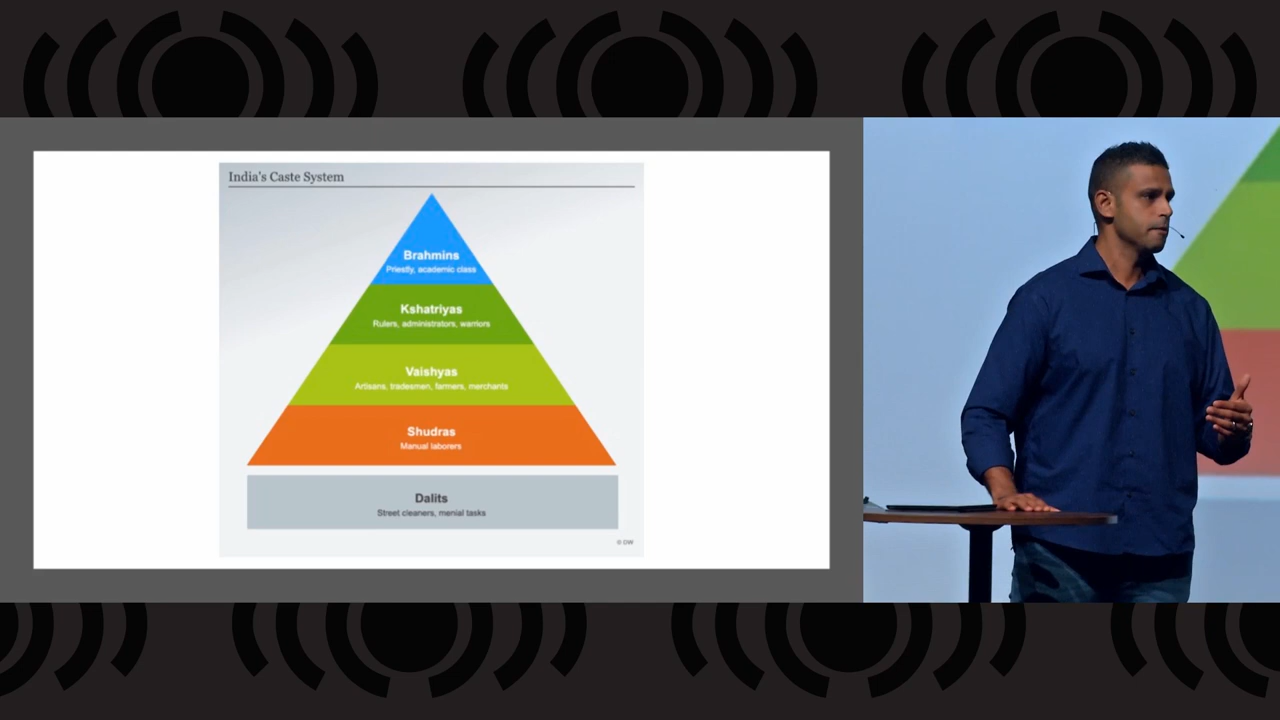 India's Caste System
Brahmins
Priestly, academic class
Kshatriyas
Rulers, administrators, warriors
Vaishyas
Artisans, tradesmen, farmers, merchants
Shudras
Manual laborers
Dalits
Street cleaners, menial tasks
© DW